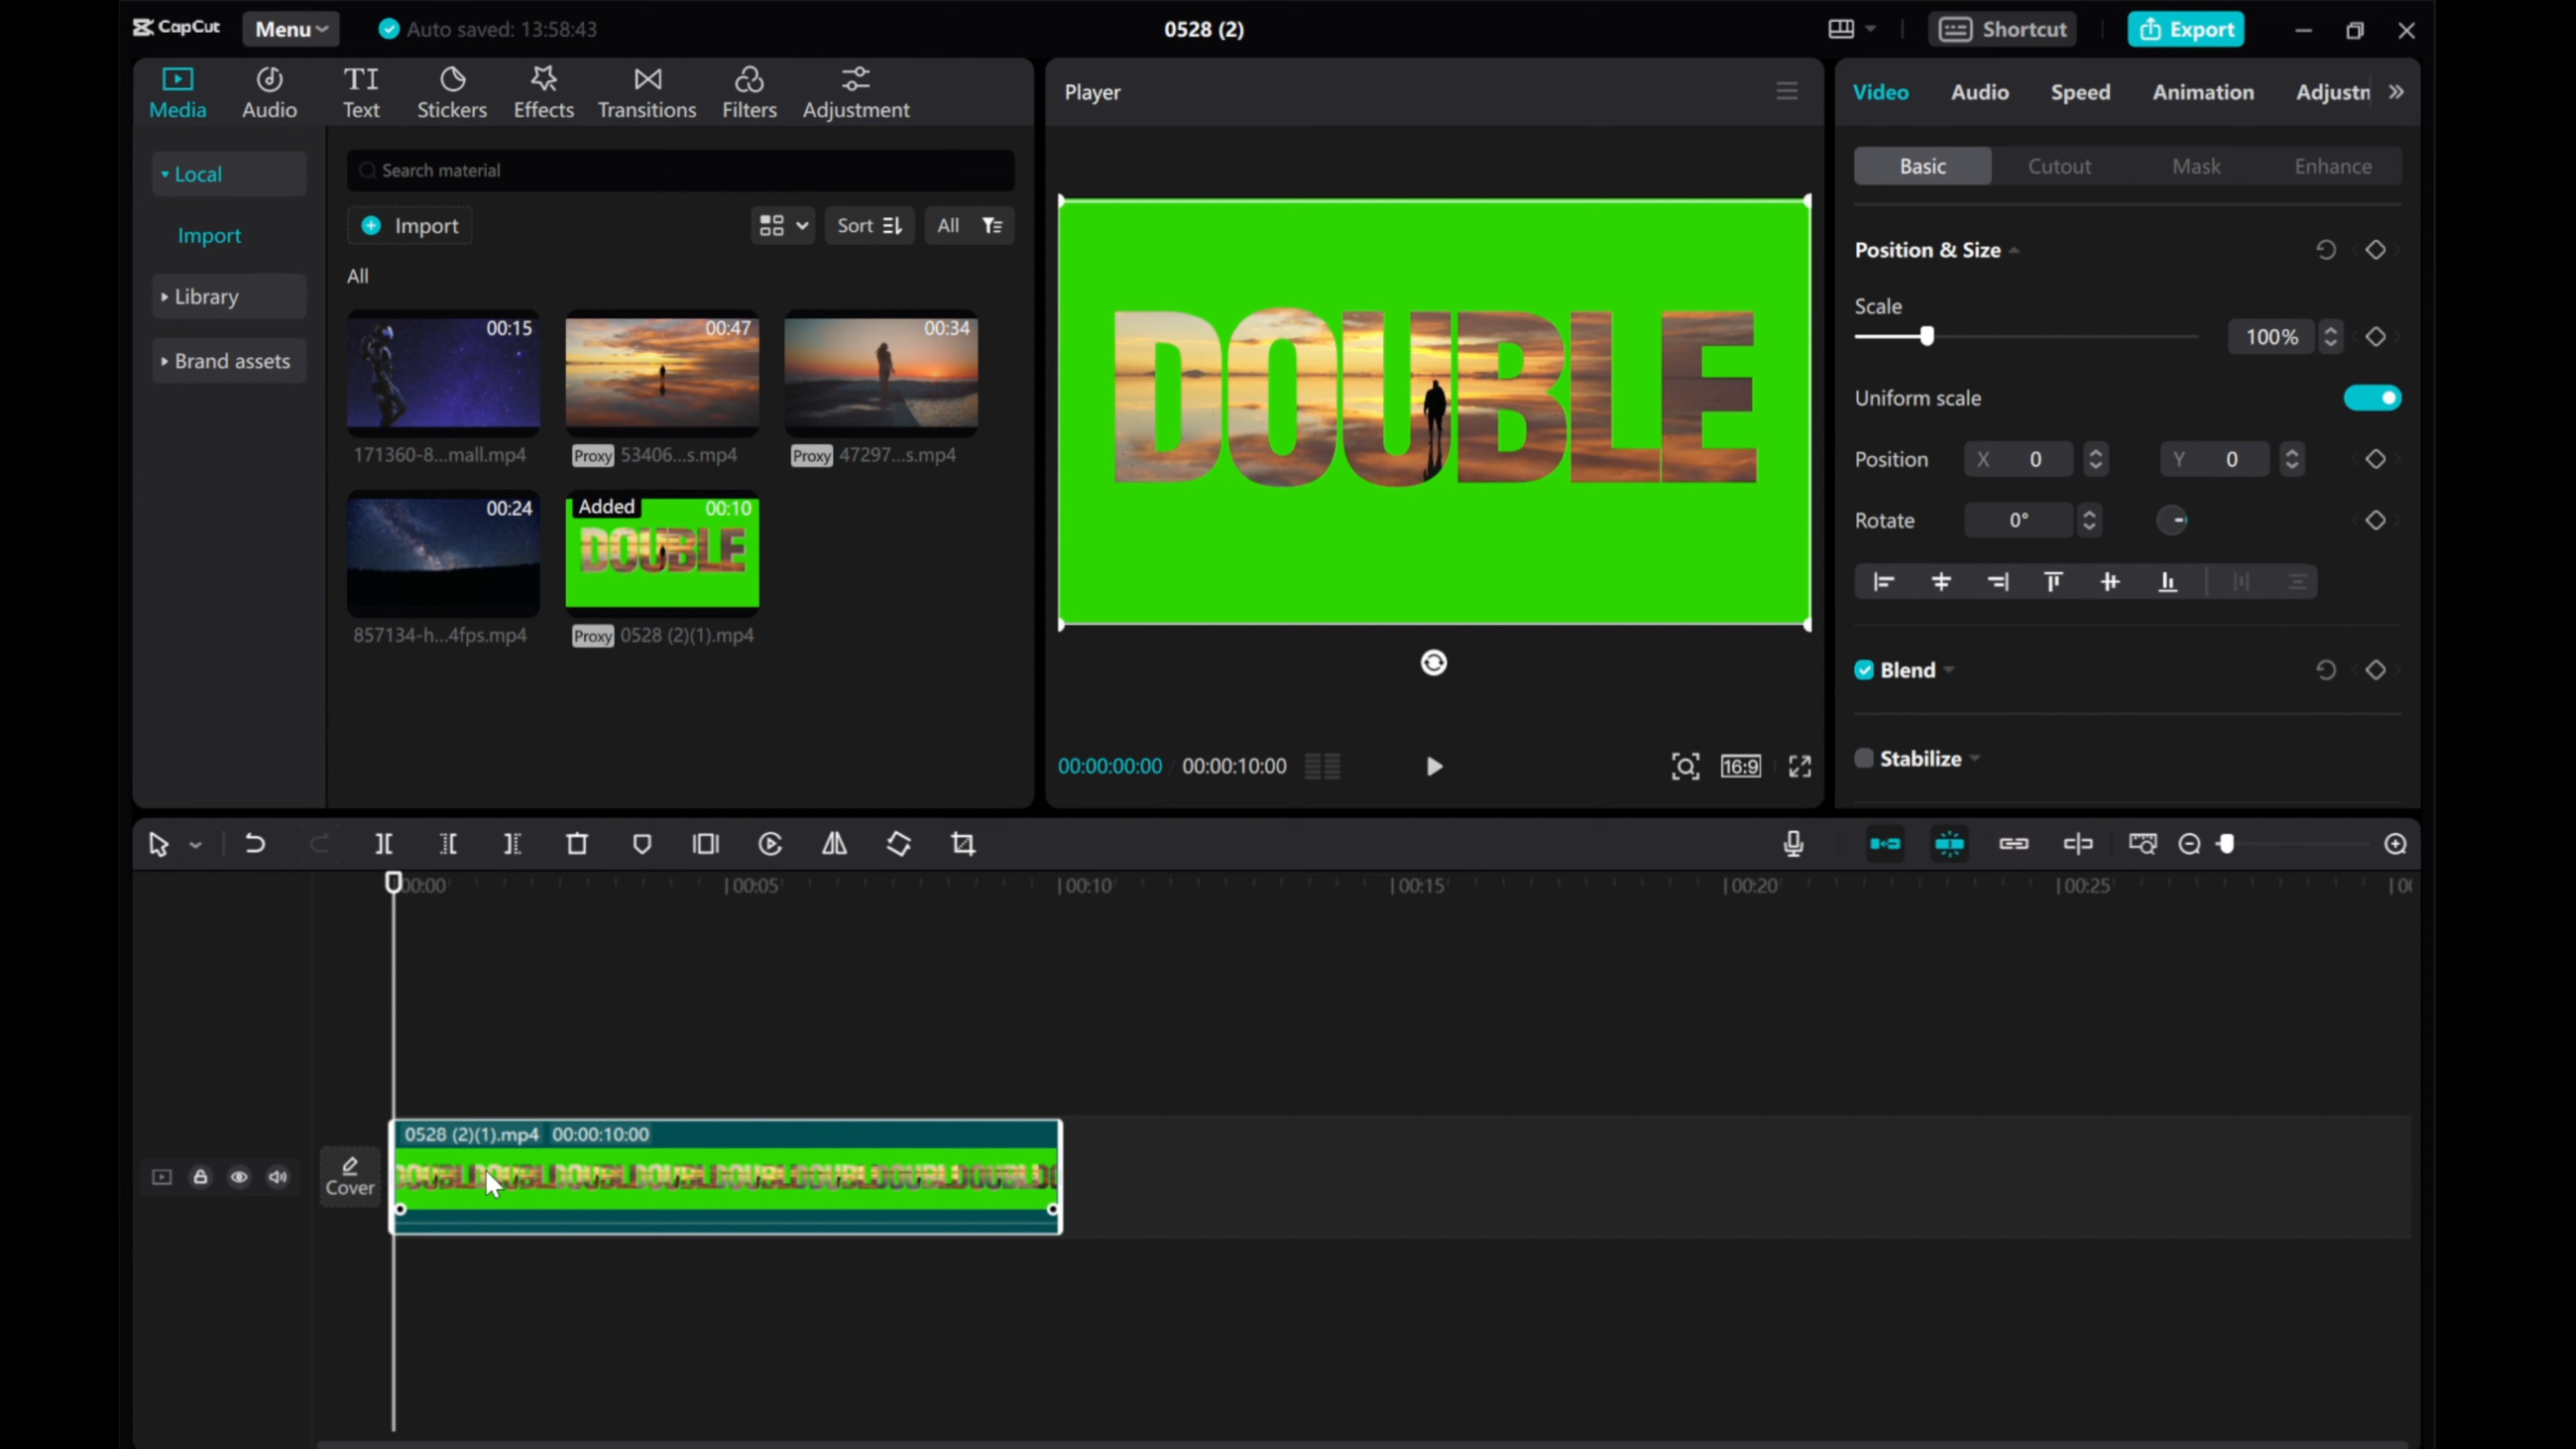 CapCut Menu Auto saved: 13:58:43 0528 (2) Shortcut Export
Media Audio Text Stickers Effects Transitions Filters Adjustment
Local
Import
Library
Brand assets
Search material
Import Sort All
All
00:15 00:47 00:34
171360-8...mall.mp4 Proxy 53406...s.mp4 Proxy 47297...s.mp4
00:24 Added 00:10
DOUBLE
857134-h...4fps.mp4 Proxy 0528 (2)(1).mp4
Player
DOUBLE
00:00:00:00 00:00:10:00 16:9
Video Audio Speed Animation Adjustn
Basic Cutout Mask Enhance
Position & Size
Scale
100%
Uniform scale
Position X 0 Y 0
Rotate 0°
Blend
Stabilize
00:00 00:05 00:10 00:15 00:20 00:25
0528 (2)(1).mp4 00:00:10:00
Cover